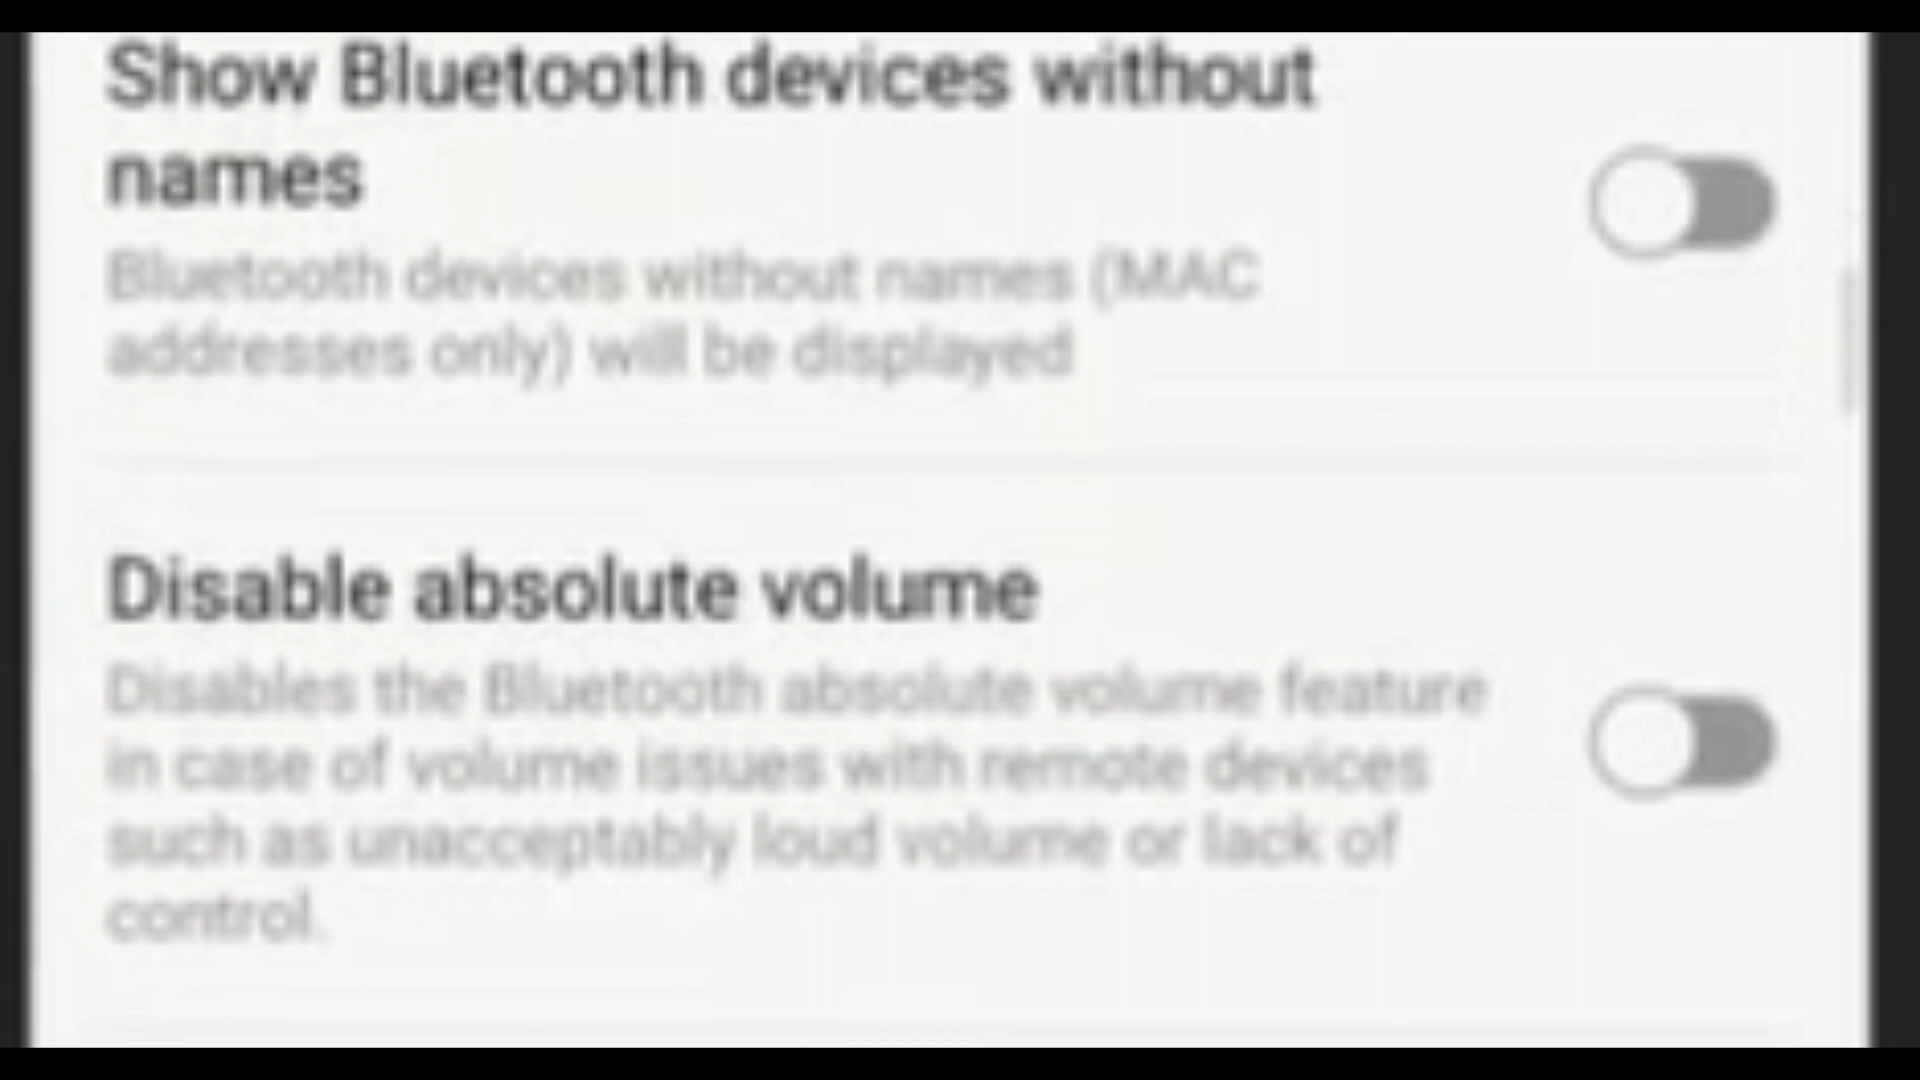 Show Bluetooth devices without
names
Bluetooth devices without names (MAC
addresses only) will be displayed
Disable absolute volume
Disables the Bluetooth absolute volume feature
in case of volume issues with remote devices
such as unacceptably loud volume or lack of
control.